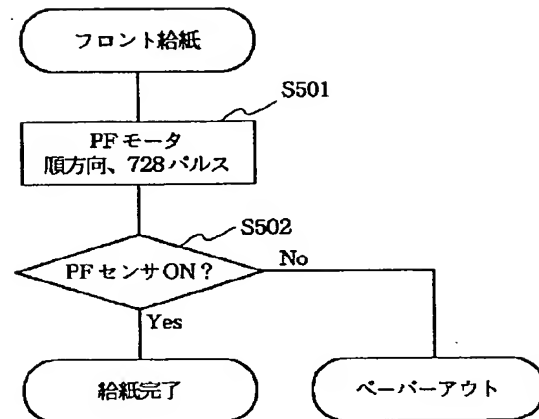 フロント給紙
S501
PFモータ
順方向、728パルス
S502
PFセンサON?
No
Yes
給紙完了
ペーパーアウト